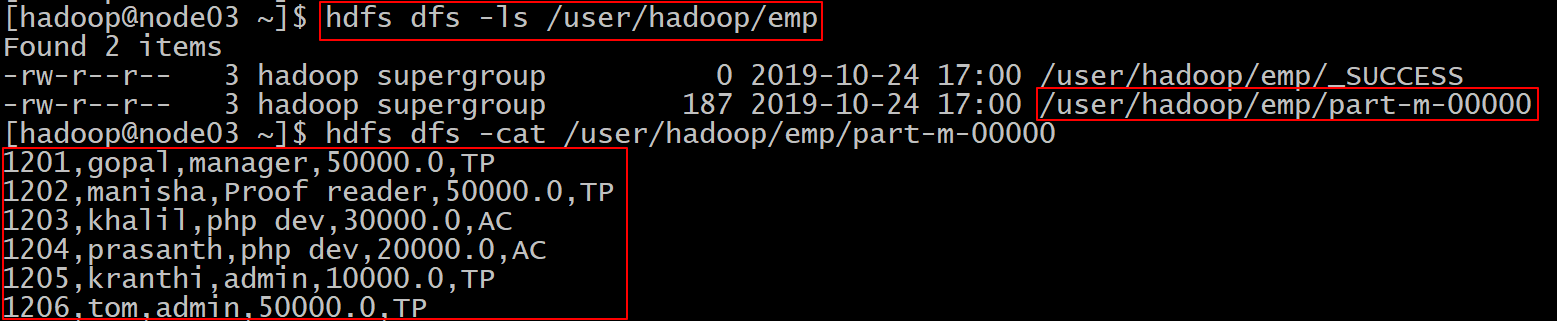 [hadoop@node03 ~]$ hdfs dfs -ls /user/hadoop/emp
Found 2 items
-rw-r--r--   3 hadoop supergroup          0 2019-10-24 17:00 /user/hadoop/emp/_SUCCESS
-rw-r--r--   3 hadoop supergroup        187 2019-10-24 17:00 /user/hadoop/emp/part-m-00000
[hadoop@node03 ~]$ hdfs dfs -cat /user/hadoop/emp/part-m-00000
1201,gopal,manager,50000.0,TP
1202,manisha,Proof reader,50000.0,TP
1203,khalil,php dev,30000.0,AC
1204,prasanth,php dev,20000.0,AC
1205,kranthi,admin,10000.0,TP
1206,tom,admin,50000.0,TP